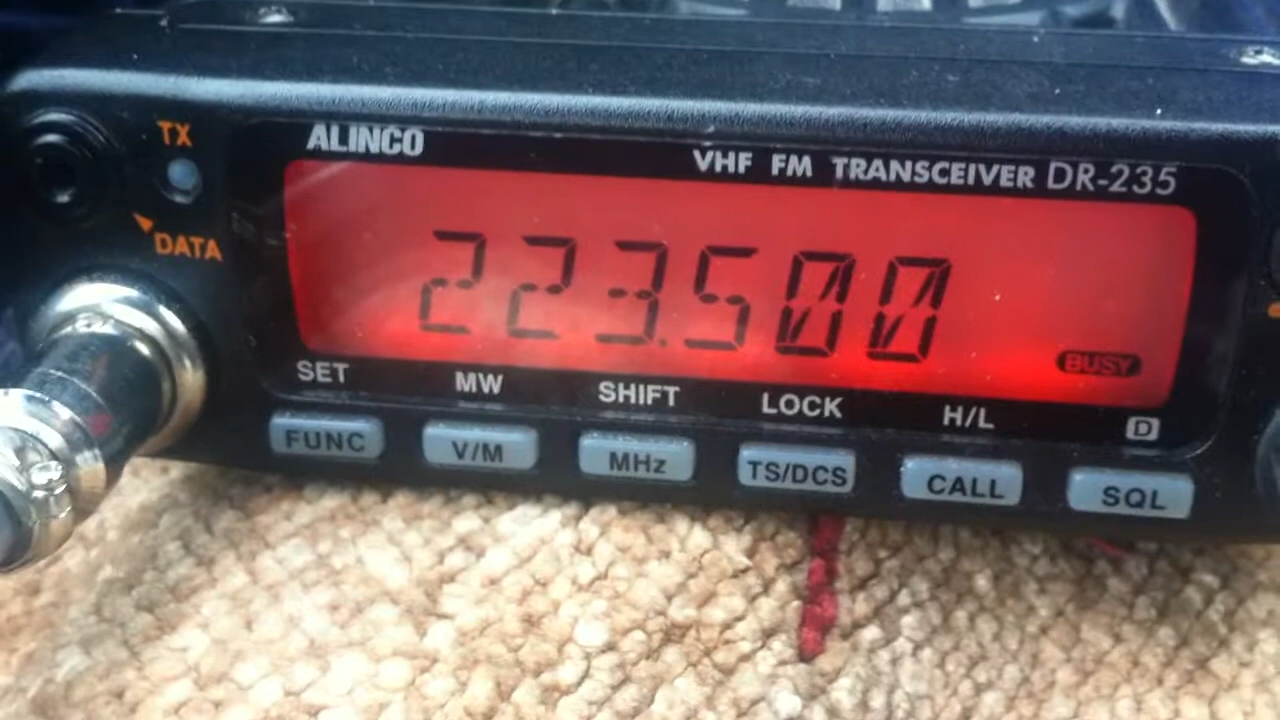 TX
ALINCO
VHF FM TRANSCEIVER DR-235
DATA
223.500
BUSY
SET MW SHIFT LOCK H/L D
FUNC V/M MHz TS/DCS CALL SQL